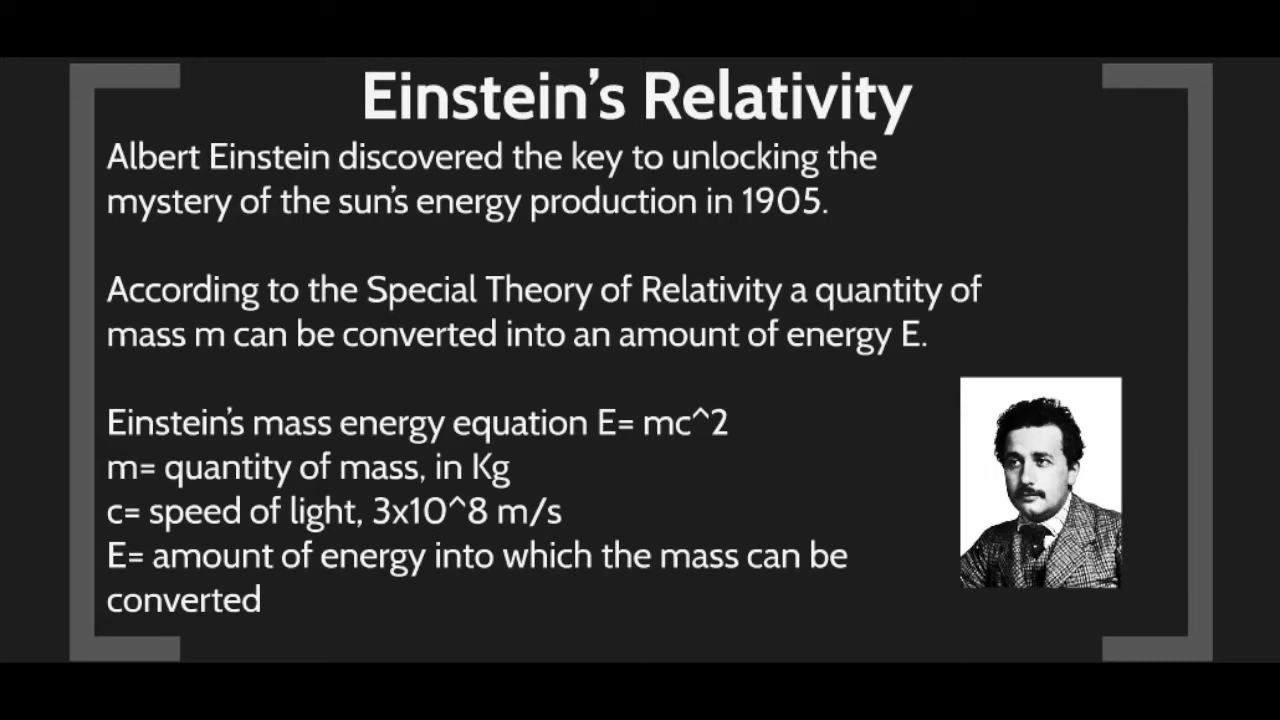 Einstein’s Relativity
Albert Einstein discovered the key to unlocking the
mystery of the sun’s energy production in 1905.
According to the Special Theory of Relativity a quantity of
mass m can be converted into an amount of energy E.
Einstein’s mass energy equation E= mc^2
m= quantity of mass, in Kg
c= speed of light, 3x10^8 m/s
E= amount of energy into which the mass can be
converted